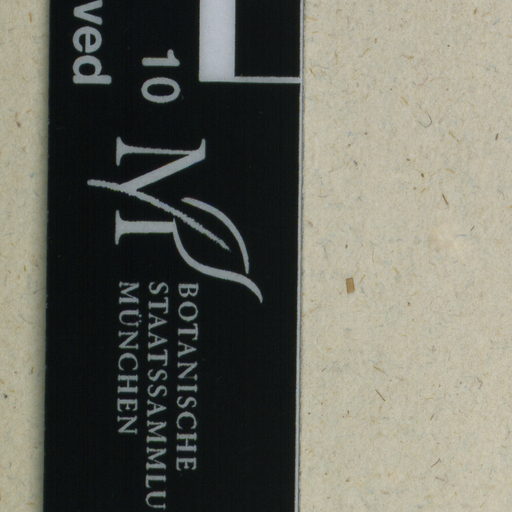 ved
10
BOTANISCHE
STAATSSAMMLU
MÜNCHEN